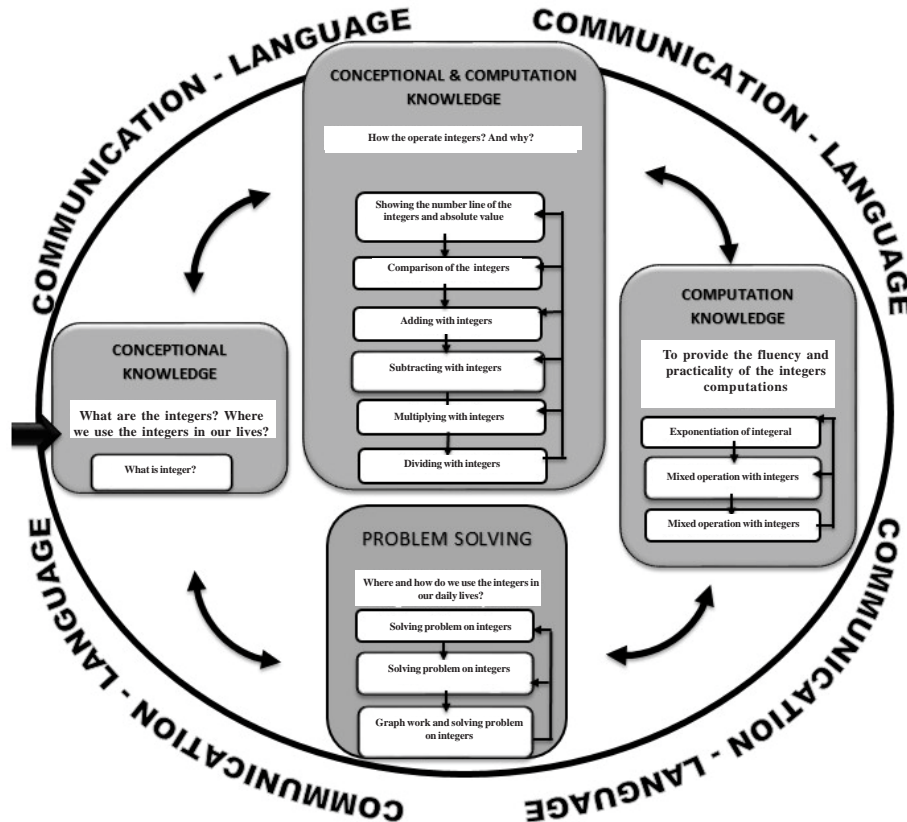 COMMUNICATION - LANGUAGE
COMMUNICATION - LANGUAGE
CONCEPTIONAL & COMPUTATION
KNOWLEDGE
How the operate integers? And why?
Showing the number line of the
integers and absolute value
Comparison of the integers
Adding with integers
Subtracting with integers
Multiplying with integers
Dividing with integers
CONCEPTIONAL
KNOWLEDGE
What are the integers? Where
we use the integers in our lives?
What is integer?
COMPUTATION
KNOWLEDGE
To provide the fluency and
practicality of the integers
computations
Exponentiation of integeral
Mixed operation with integers
Mixed operation with integers
PROBLEM SOLVING
Where and how do we use the integers in
our daily lives?
Solving problem on integers
Solving problem on integers
Graph work and solving problem
on integers
COMMUNICATION - LANGUAGE
COMMUNICATION - LANGUAGE